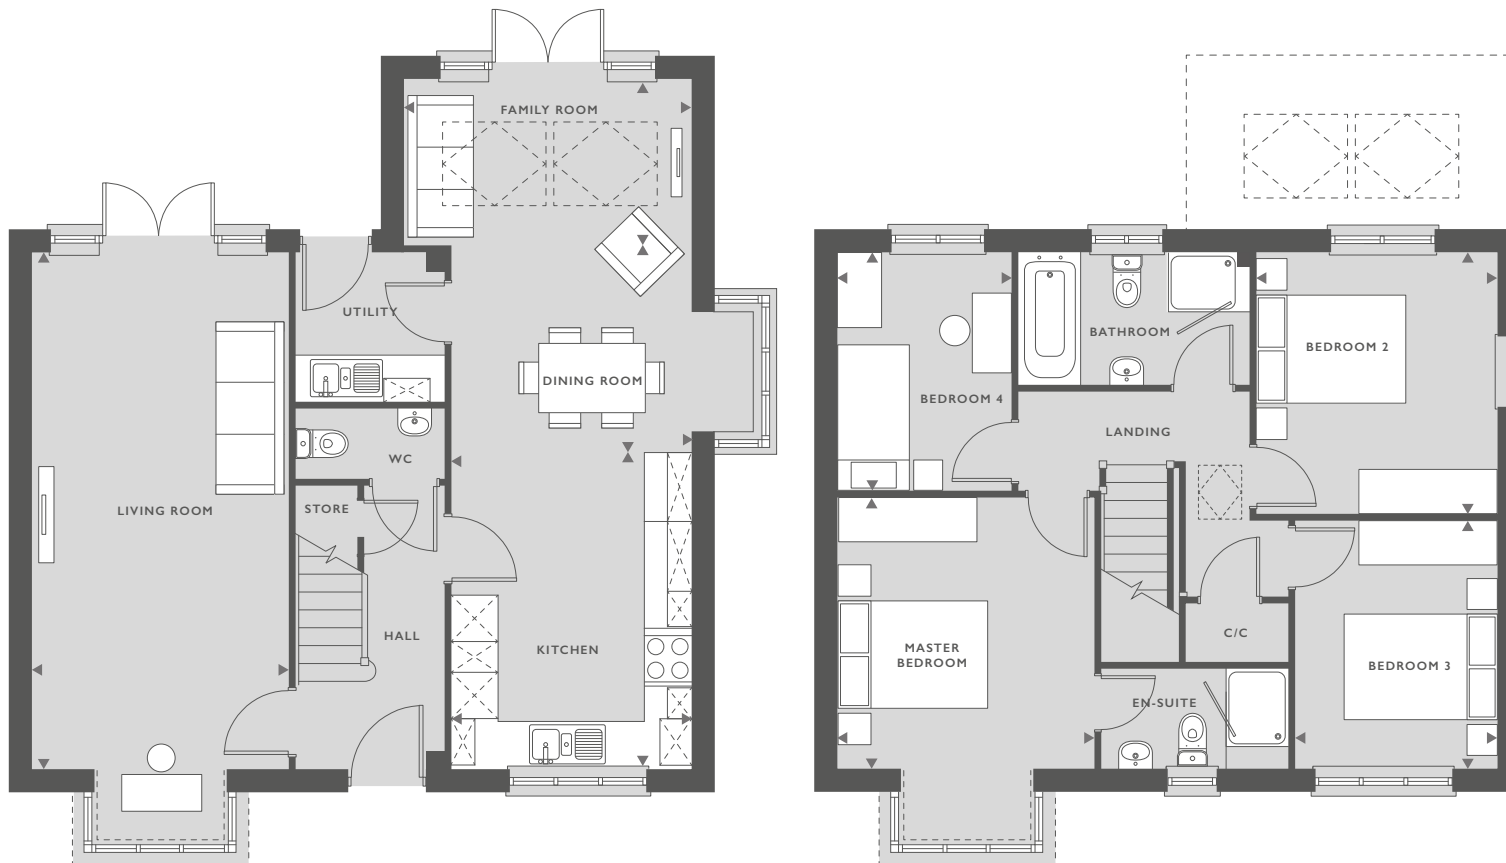 FAMILY ROOM
UTILITY
DINING ROOM
WC
STORE
LIVING ROOM
HALL
KITCHEN
BATHROOM
BEDROOM 2
BEDROOM 4
LANDING
C/C
MASTER
BEDROOM
BEDROOM 3
EN-SUITE